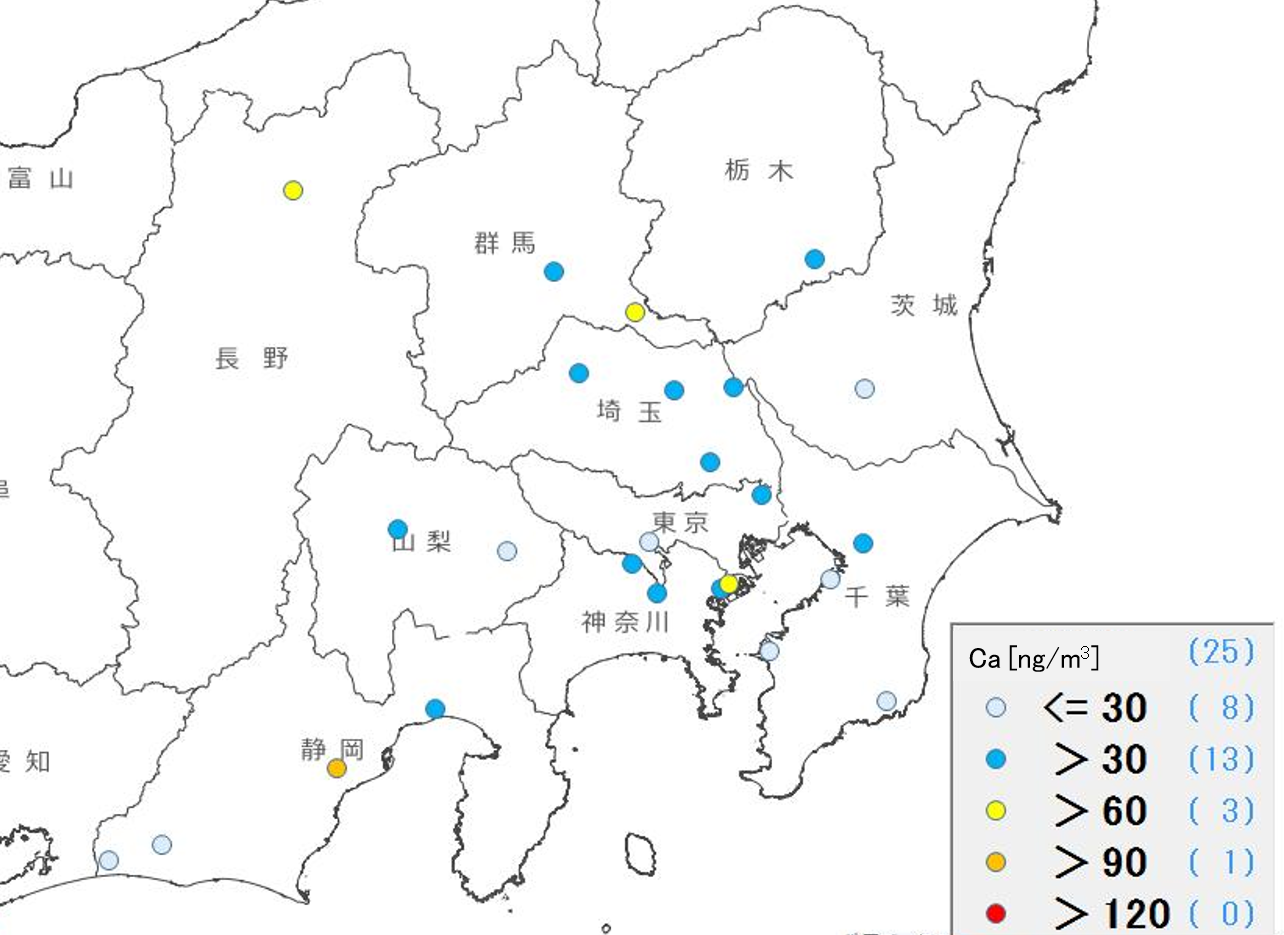 富 山
栃 木
群 馬
茨 城
長 野
埼 玉
東 京
山 梨
千 葉
神 奈 川
静 岡
知
Ca [ng/m³] (25)
<= 30 ( 8)
> 30 (13)
> 60 ( 3)
> 90 ( 1)
> 120 ( 0)